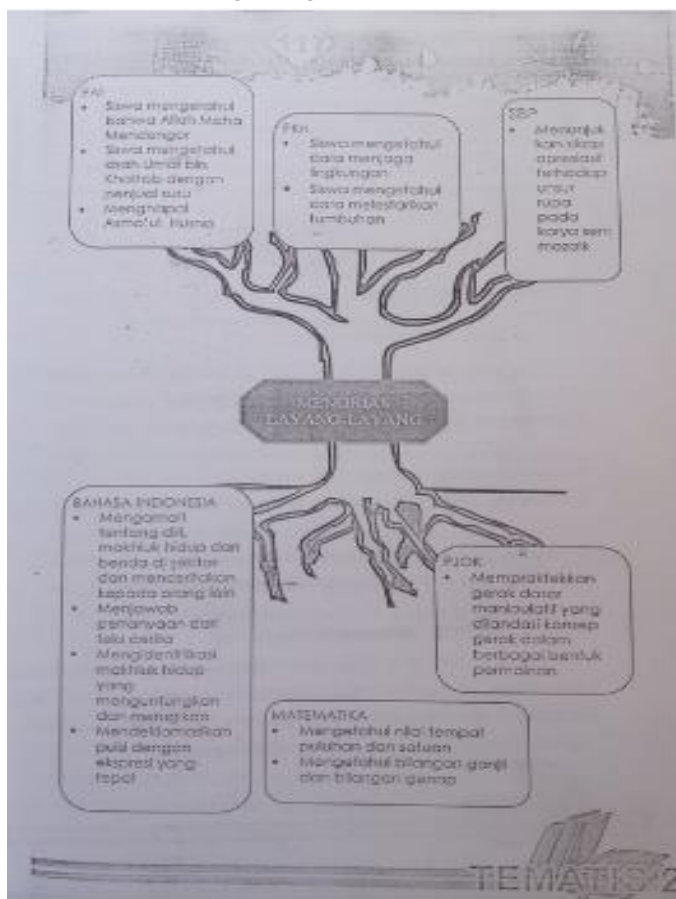 PAI
• Siswa mengetahui
bahwa Allah Maha
Mendengar
• Siswa mengetahui
kisah Umar bin
Khattab dengan
penjual susu
• Menghapal
Asma'ul Husna
PKn
• Siswa mengetahui
cara menjaga
lingkungan
• Siswa mengetahui
cara melestarikan
tumbuhan
SBP
• Menunjuk
kan sikap
apresiasi
terhadap
unsur
rupa
pada
karya seni
mozaik
LAYANG-LAYANG
BAHASA INDONESIA
• Mengamati
tentang diri,
makhluk hidup dan
benda di sekitar
dan menceritakan
kepada orang lain
• Menjawab
pertanyaan dari
teks cerita
• Mengidentifikasi
makhluk hidup
yang
menguntungkan
dan merugikan
• Mendeklamasikan
puisi dengan
ekspresi yang
tepat
PJOK
• Mempraktekkan
gerak dasar
manipulatif yang
dilandasi konsep
gerak dalam
berbagai bentuk
permainan
MATEMATIKA
• Mengetahui nilai tempat
puluhan dan satuan
• Mengetahui bilangan ganjil
dan bilangan genap
TEMATIS 2